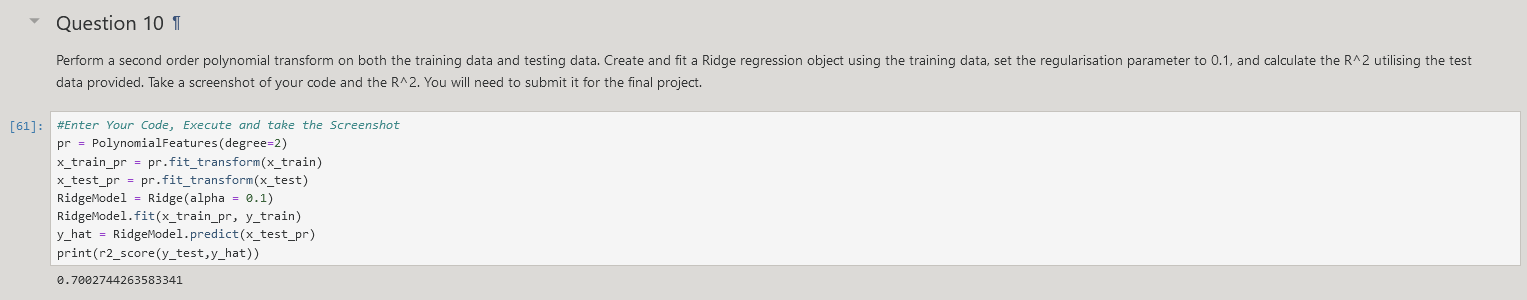 Question 10 ¶
Perform a second order polynomial transform on both the training data and testing data. Create and fit a Ridge regression object using the training data, set the regularisation parameter to 0.1, and calculate the R^2 utilising the test
data provided. Take a screenshot of your code and the R^2. You will need to submit it for the final project.
[61]: #Enter Your Code, Execute and take the Screenshot
pr = PolynomialFeatures(degree=2)
x_train_pr = pr.fit_transform(x_train)
x_test_pr = pr.fit_transform(x_test)
RidgeModel = Ridge(alpha = 0.1)
RidgeModel.fit(x_train_pr, y_train)
y_hat = RidgeModel.predict(x_test_pr)
print(r2_score(y_test,y_hat))
0.7002744263583341